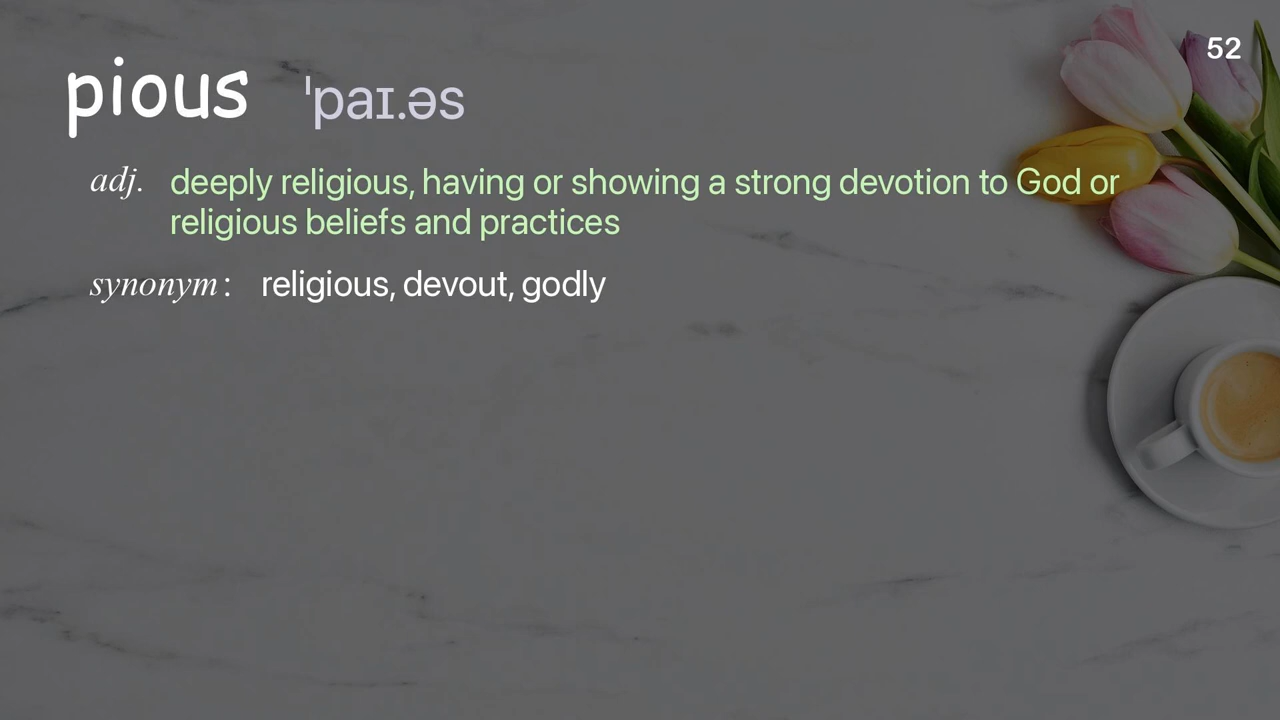 52
pious ˈpaɪ.əs
adj. deeply religious, having or showing a strong devotion to God or
religious beliefs and practices
synonym : religious, devout, godly